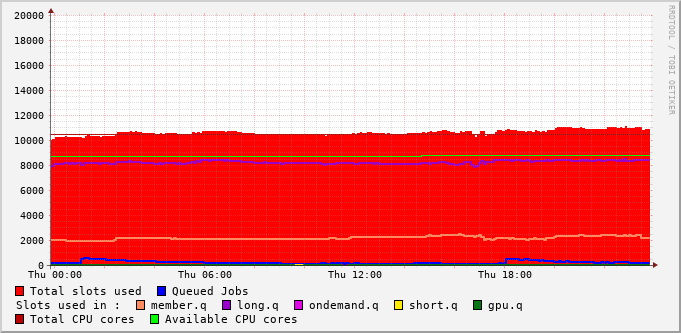 RRDTOOL / TOBI OETIKER
20000
18000
16000
14000
12000
10000
8000
6000
4000
2000
0
Thu 00:00 Thu 06:00 Thu 12:00 Thu 18:00
Total slots used Queued Jobs
Slots used in : member.q long.q ondemand.q short.q gpu.q
Total CPU cores Available CPU cores